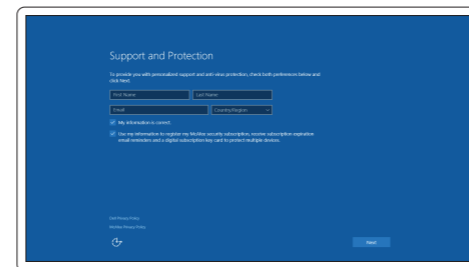 Support and Protection
To provide you with personalized support and anti-virus protection, check both preferences below and
click Next.
First Name
Last Name
Email
Country/Region
My information is correct.
Use my information to register my McAfee security subscription, receive subscription expiration
email reminders and a digital subscription key card to protect multiple devices.
Dell Privacy Policy
McAfee Privacy Policy
Next